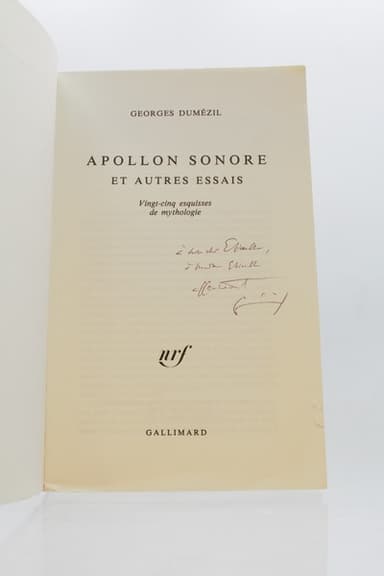 GEORGES DUMÉZIL
APOLLON SONORE
ET AUTRES ESSAIS
Vingt-cinq esquisses
de mythologie
à
à
nrf
GALLIMARD